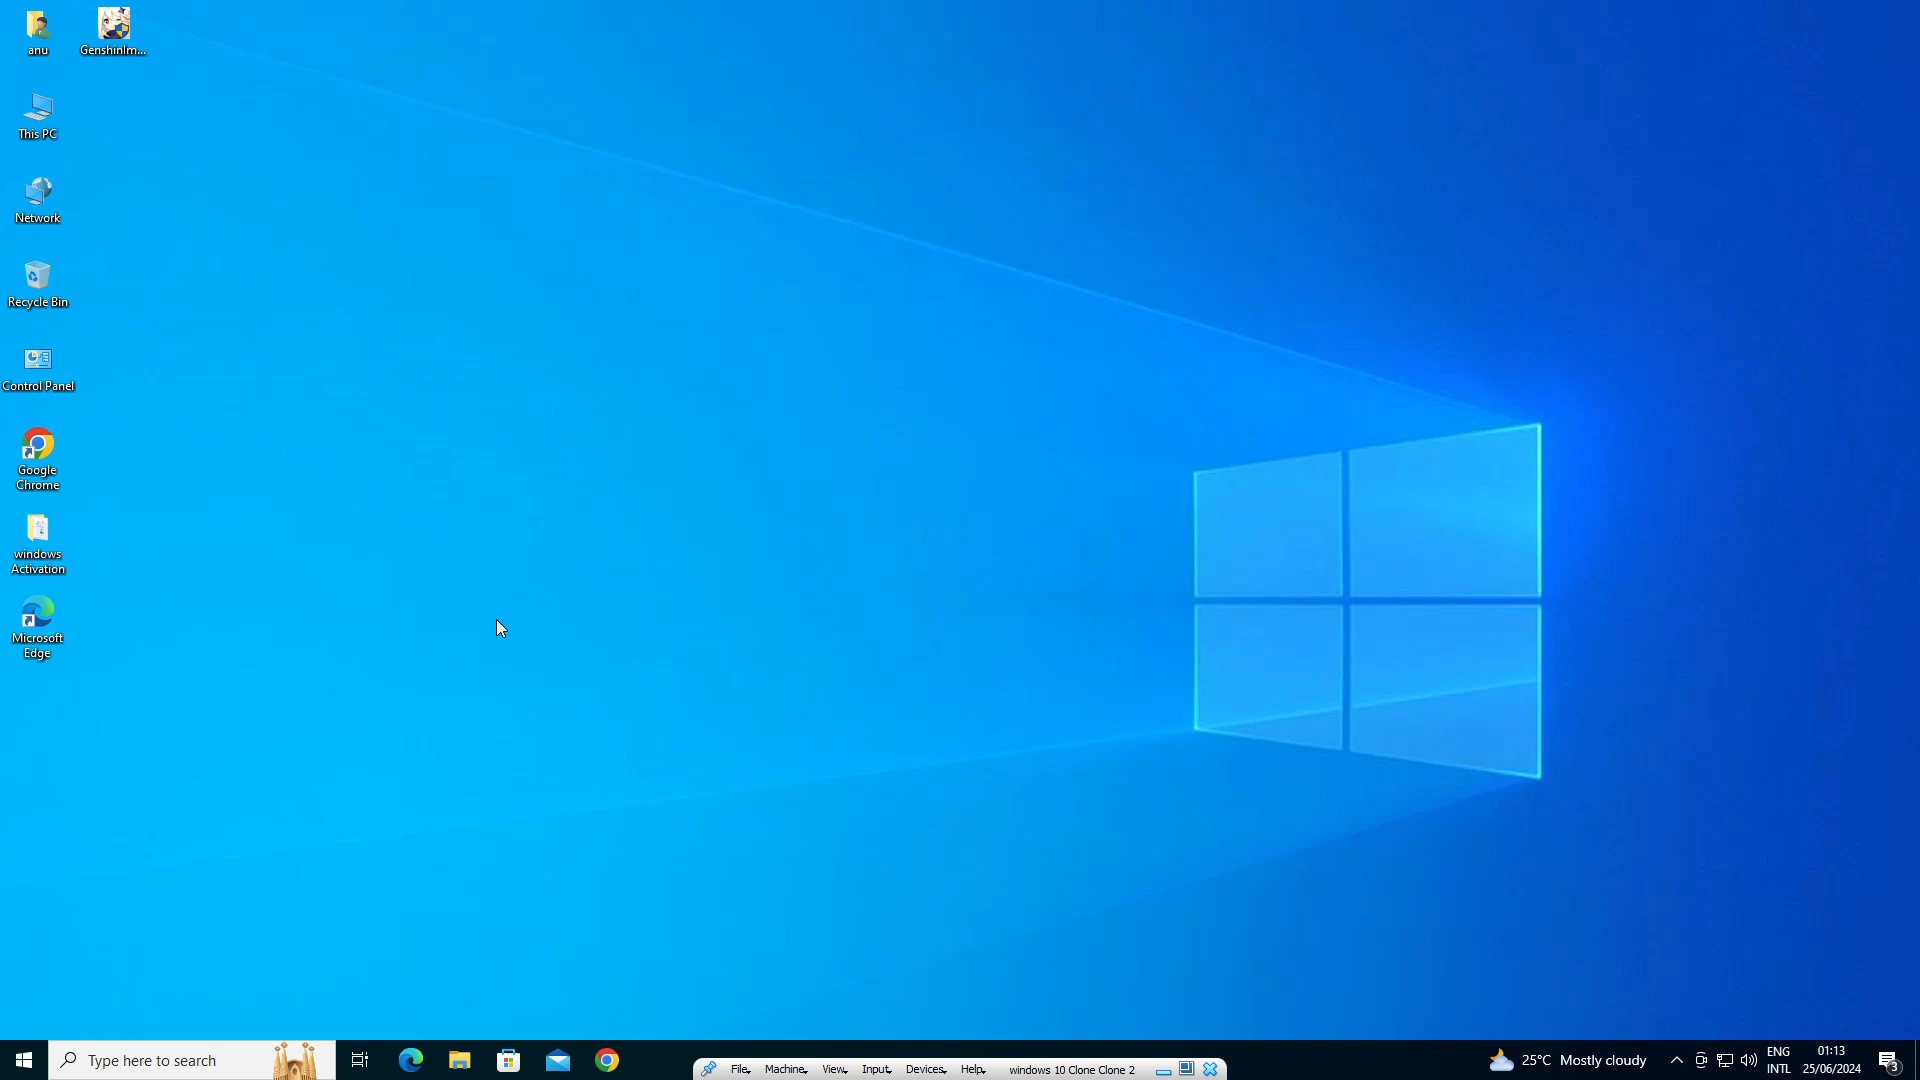 anu
GenshinIm...
This PC
Network
Recycle Bin
Control Panel
Google
Chrome
windows
Activation
Microsoft
Edge
Type here to search
File
Machine
View
Input
Devices
Help
windows 10 Clone Clone 2
25°C Mostly cloudy
ENG
INTL
01:13
25/06/2024
3